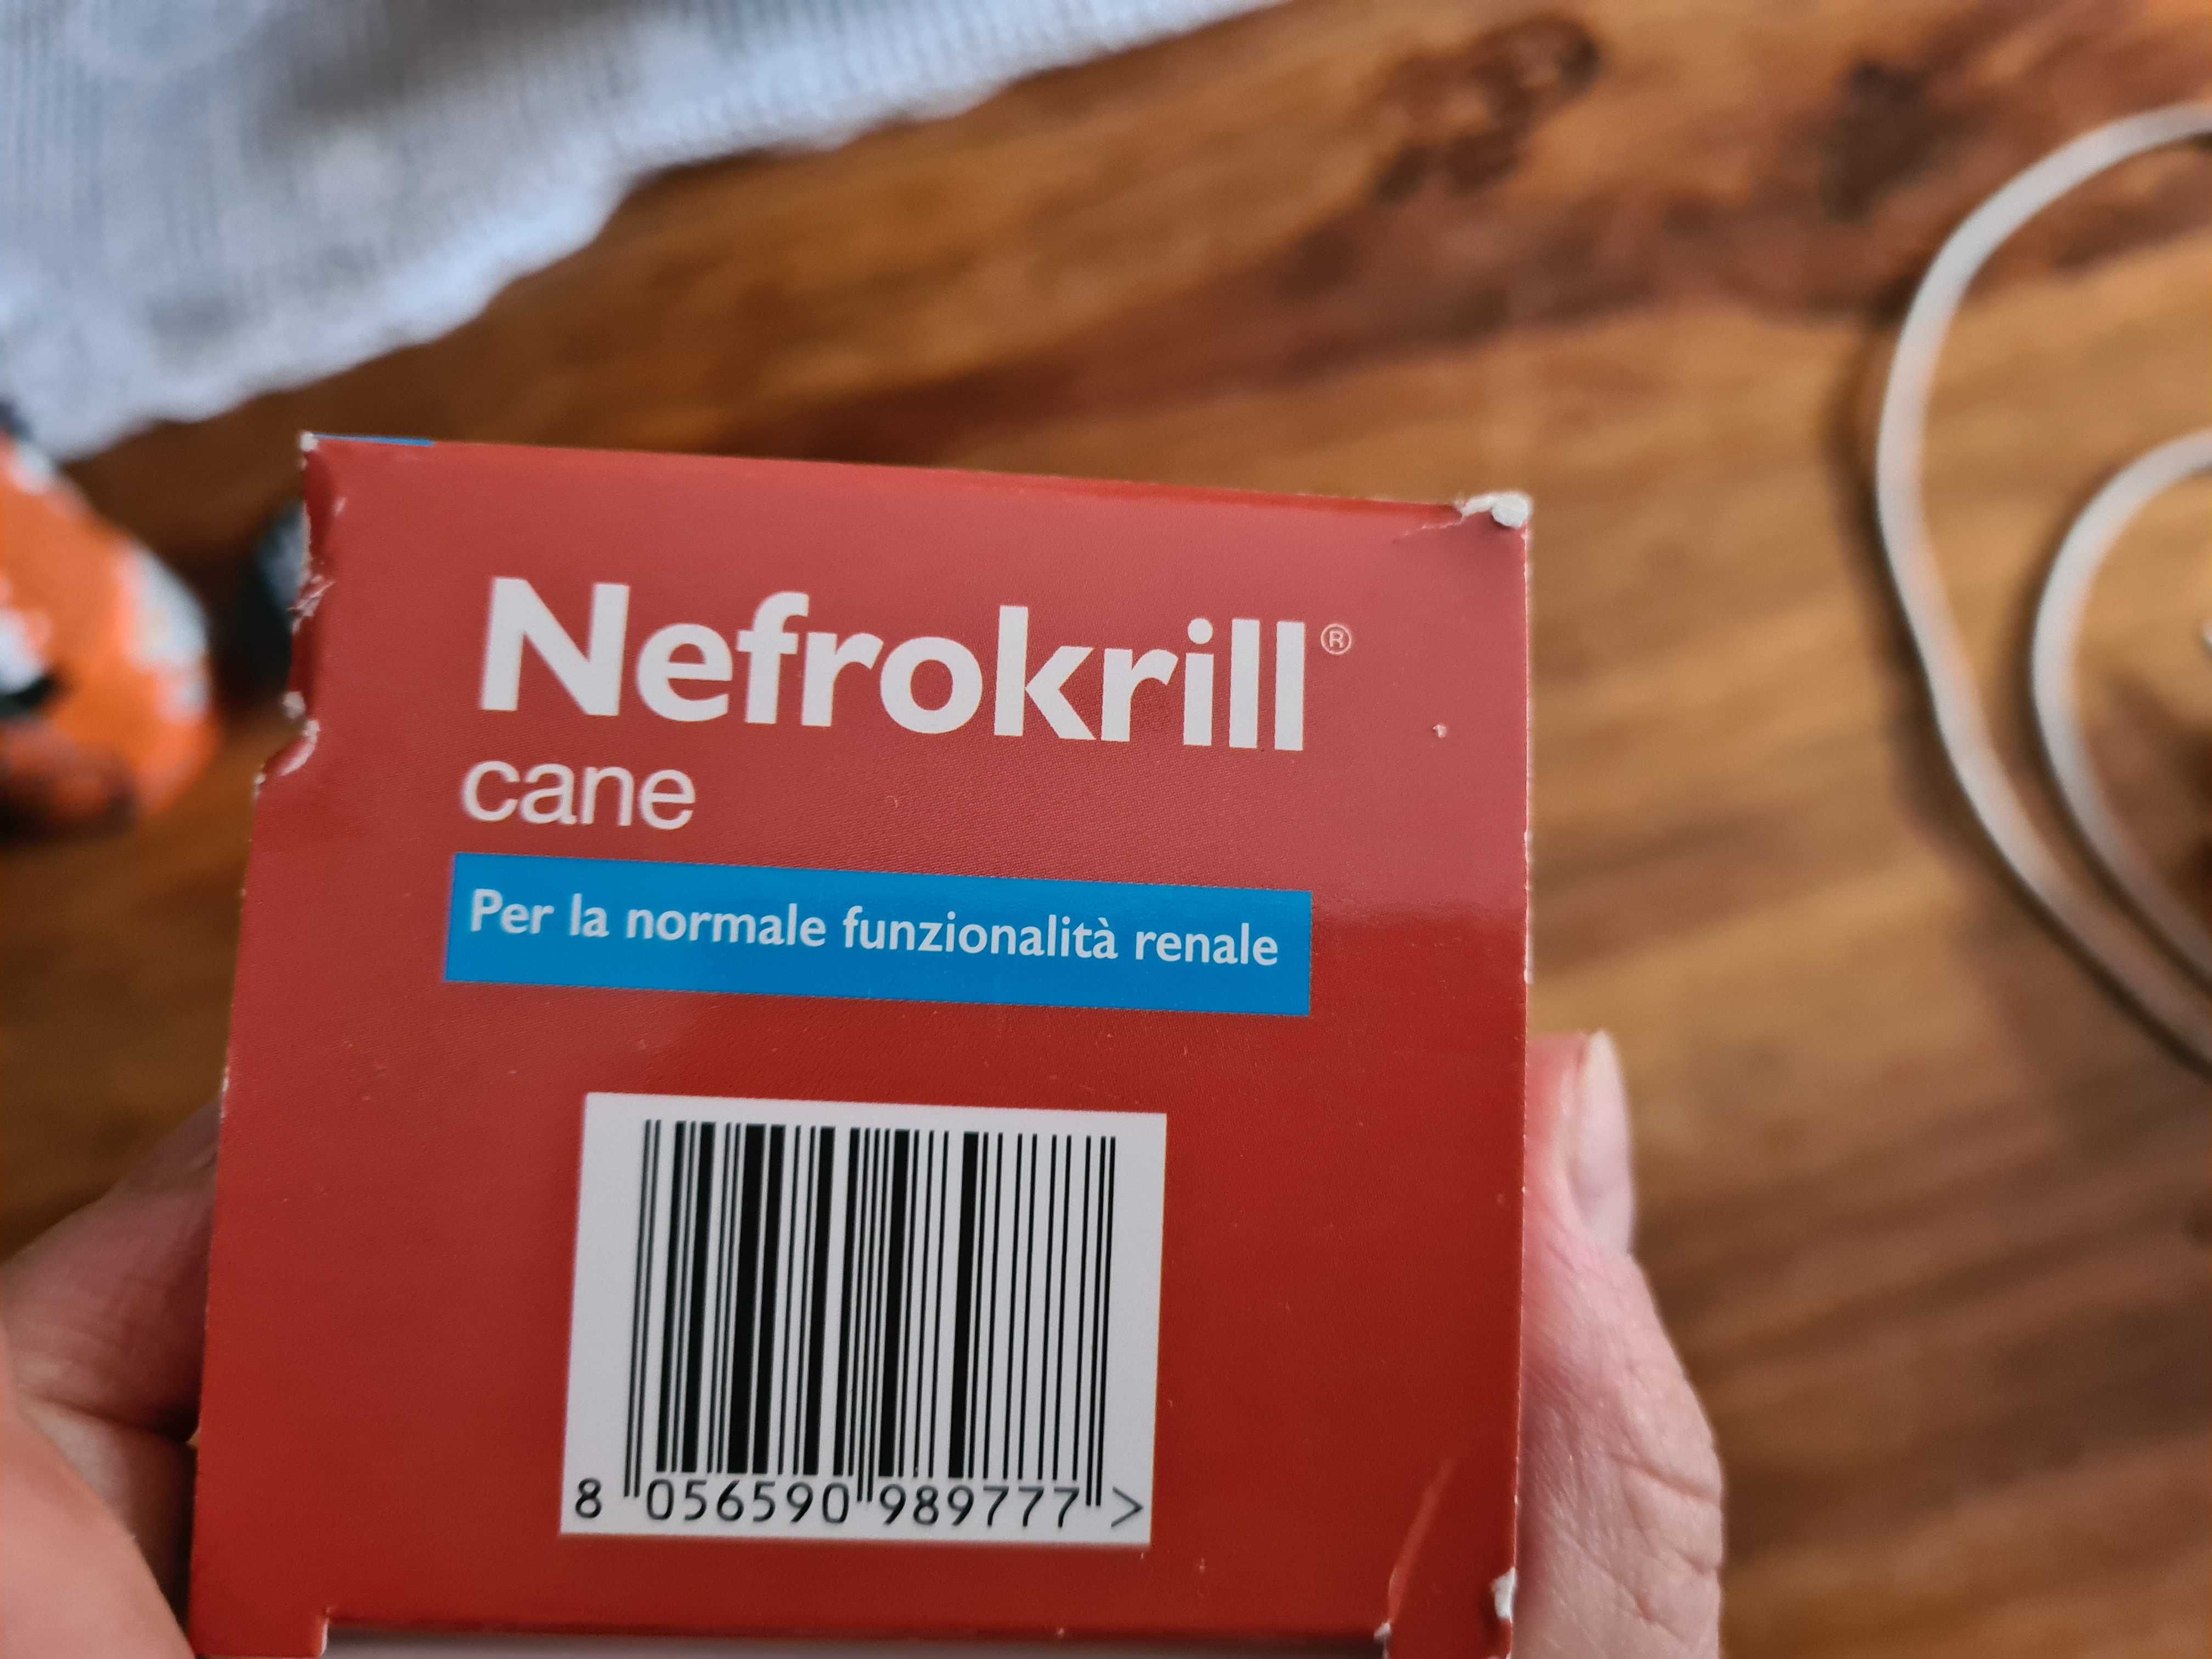 Nefrokrill®
cane
Per la normale funzionalità renale
8 056590 989777 >